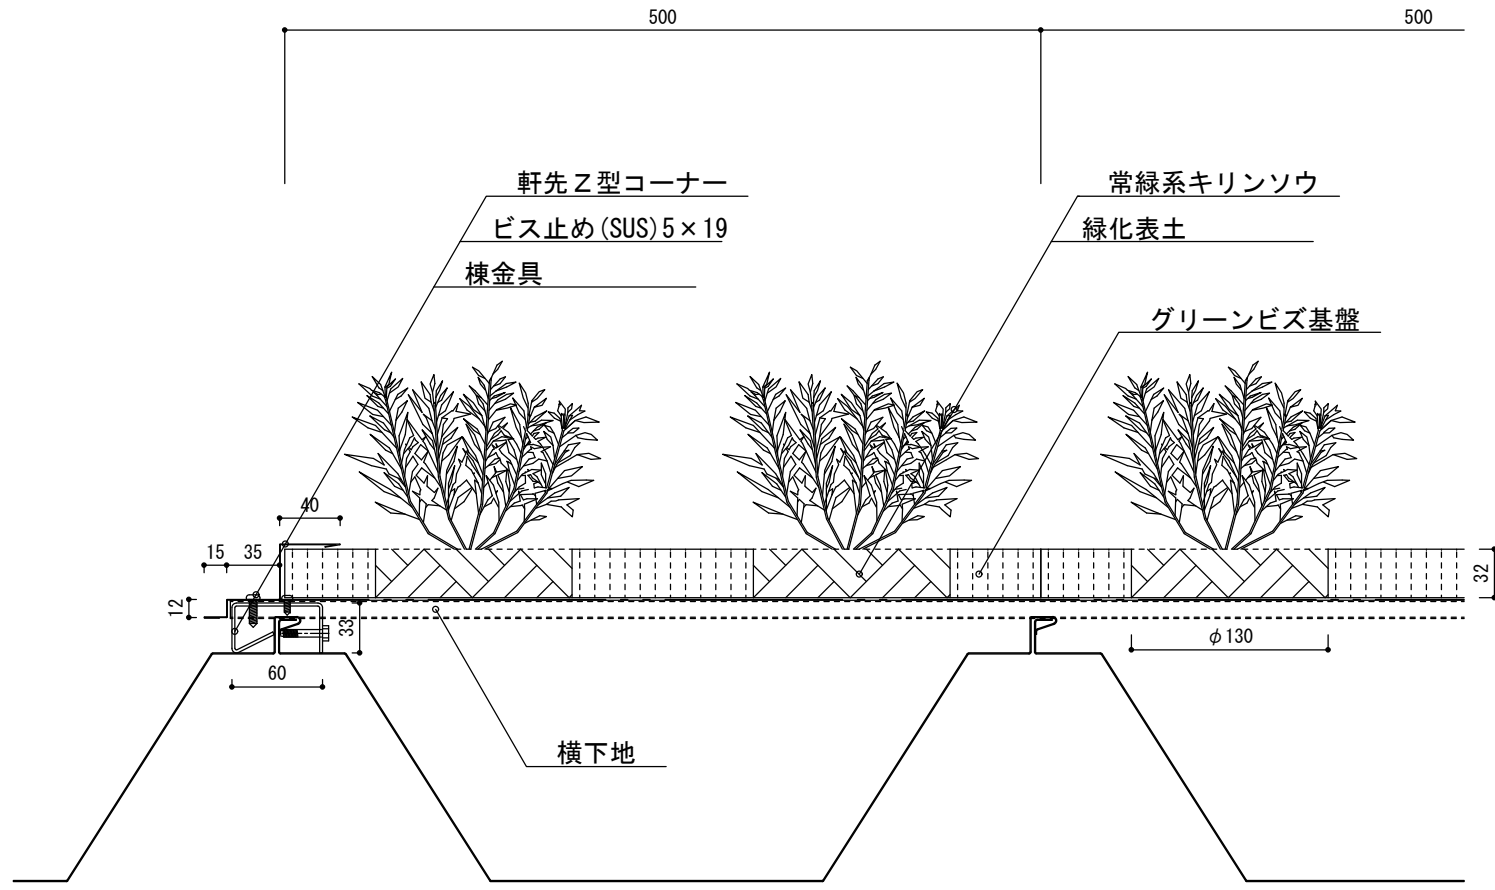 500
500
軒先Z型コーナー
常緑系キリンソウ
ビス止め(SUS)5×19
緑化表土
棟金具
グリーンビズ基盤
40
15
35
32
12
33
φ130
60
横下地